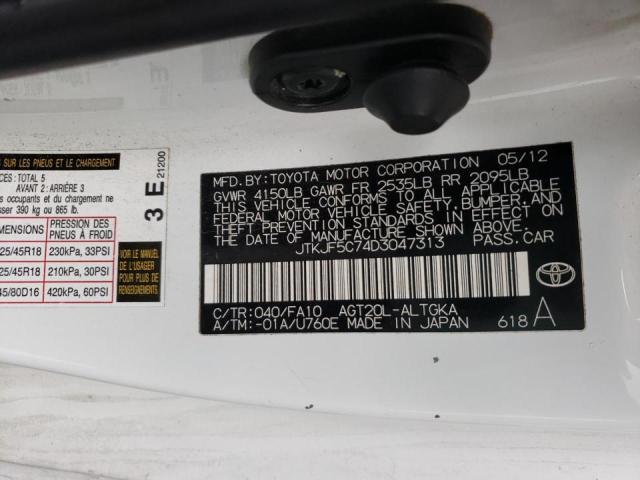 SUR LES PNEUS ET LE CHARGEMENT
CES: TOTAL 5
AVANT 2: ARRIÈRE 3
es occupants et du chargement ne
sser 390 kg ou 865 lb.
MENSIONS PRESSION DES PNEUS À FROID
25/45R18 230kPa, 33PSI
25/45R18 210kPa, 30PSI
45/80D16 420kPa, 60PSI
VOIR LE MANUEL
DE L'USAGER
POUR PLUS DE
RENSEIGNEMENTS
3 E 21200
MFD.BY:TOYOTA MOTOR CORPORATION 05/12
GVWR 4150LB GAWR FR 2535LB RR 2095LB
THIS VEHICLE CONFORMS TO ALL APPLICABLE
FEDERAL MOTOR VEHICLE SAFETY, BUMPER, AND
THEFT PREVENTION STANDARDS IN EFFECT ON
THE DATE OF MANUFACTURE SHOWN ABOVE.
JTKJF5C74D3047313 PASS.CAR
C/TR:040/FA10 AGT20L-ALTGKA
A/TM:-01A/U760E MADE IN JAPAN
618 A
TOYOTA